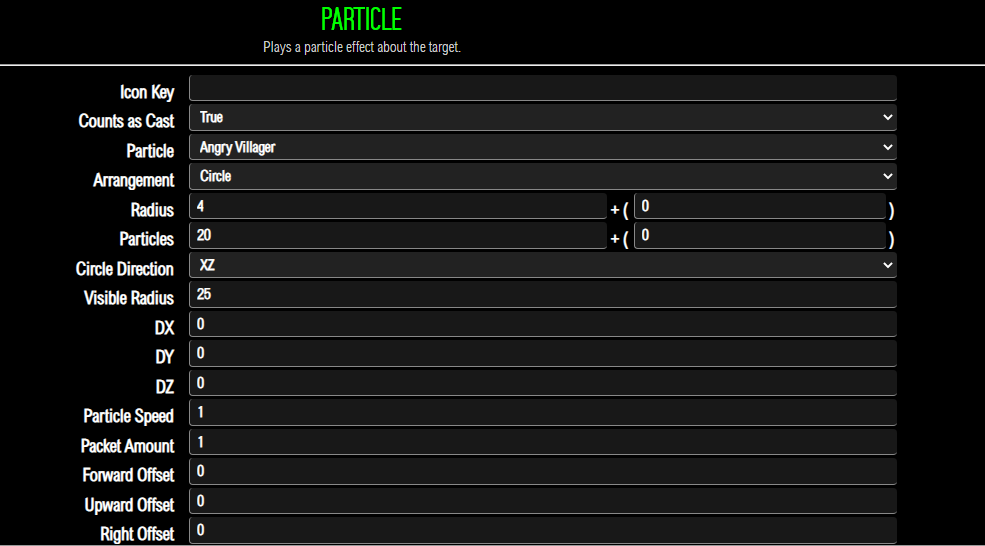 PARTICLE
Plays a particle effect about the target.
Icon Key
Counts as Cast True
Particle Angry Villager
Arrangement Circle
Radius 4 + ( 0 )
Particles 20 + ( 0 )
Circle Direction XZ
Visible Radius 25
DX 0
DY 0
DZ 0
Particle Speed 1
Packet Amount 1
Forward Offset 0
Upward Offset 0
Right Offset 0